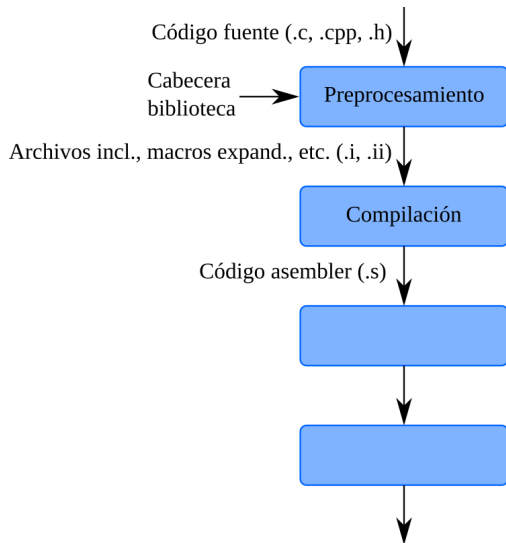 Código fuente (.c, .cpp, .h)
Cabecera
biblioteca
Preprocesamiento
Archivos incl., macros expand., etc. (.i, .ii)
Compilación
Código asembler (.s)